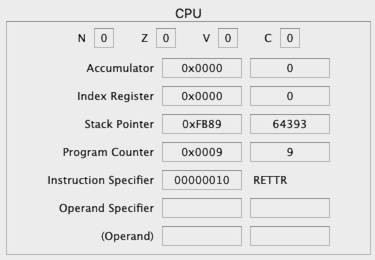 CPU
N 0 Z 0 V 0 C 0
Accumulator 0x0000 0
Index Register 0x0000 0
Stack Pointer 0xFB89 64393
Program Counter 0x0009 9
Instruction Specifier 00000010 RETTR
Operand Specifier
(Operand)